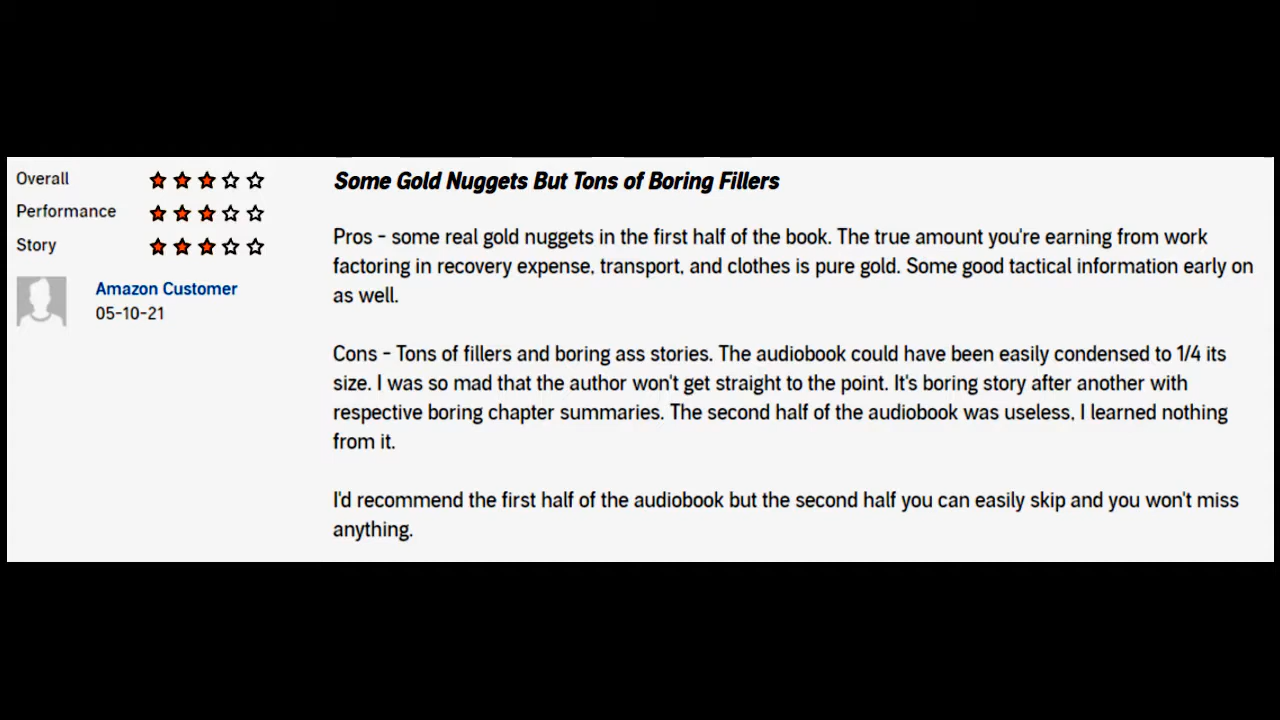 Overall
Performance
Story
Amazon Customer
05-10-21
Some Gold Nuggets But Tons of Boring Fillers
Pros - some real gold nuggets in the first half of the book. The true amount you're earning from work
factoring in recovery expense, transport, and clothes is pure gold. Some good tactical information early on
as well.
Cons - Tons of fillers and boring ass stories. The audiobook could have been easily condensed to 1/4 its
size. I was so mad that the author won't get straight to the point. It's boring story after another with
respective boring chapter summaries. The second half of the audiobook was useless, I learned nothing
from it.
I'd recommend the first half of the audiobook but the second half you can easily skip and you won't miss
anything.